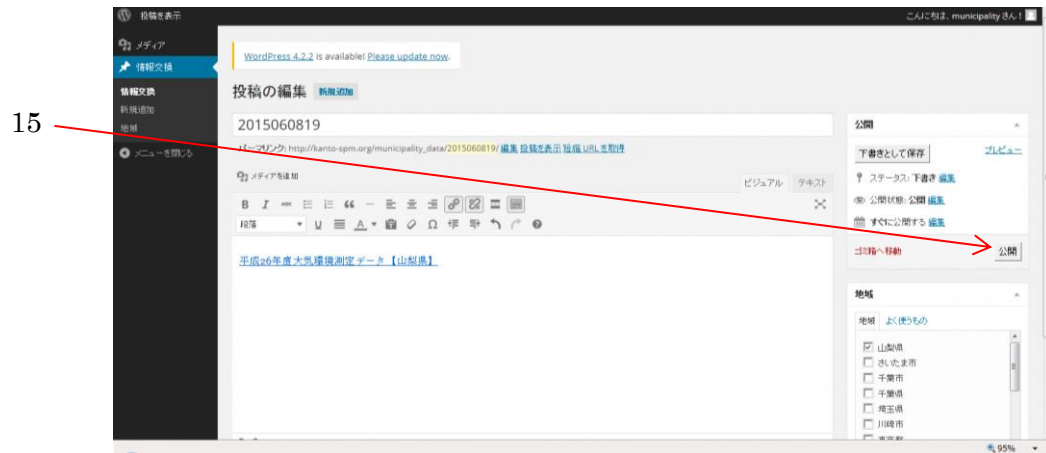 投稿を表示
こんにちは、municipality さん！
メディア
情報交換
情報交換
新規追加
地域
メニューを閉じる
15
WordPress 4.2.2 is available! Please update now.
投稿の編集 新規追加
2015060819
パーマリンク: http://kanto-spm.org/municipality_data/2015060819/ 編集 投稿を表示 短縮 URL を取得
メディアを追加
ビジュアル テキスト
B I ABC
段落 U A Ω
平成26年度大気環境測定データ【山梨県】
公開
下書きとして保存 プレビュー
ステータス: 下書き 編集
公開状態: 公開 編集
すぐに公開する 編集
ゴミ箱へ移動 公開
地域
地域 よく使うもの
山梨県
さいたま市
千葉市
千葉県
埼玉県
川崎市
95%